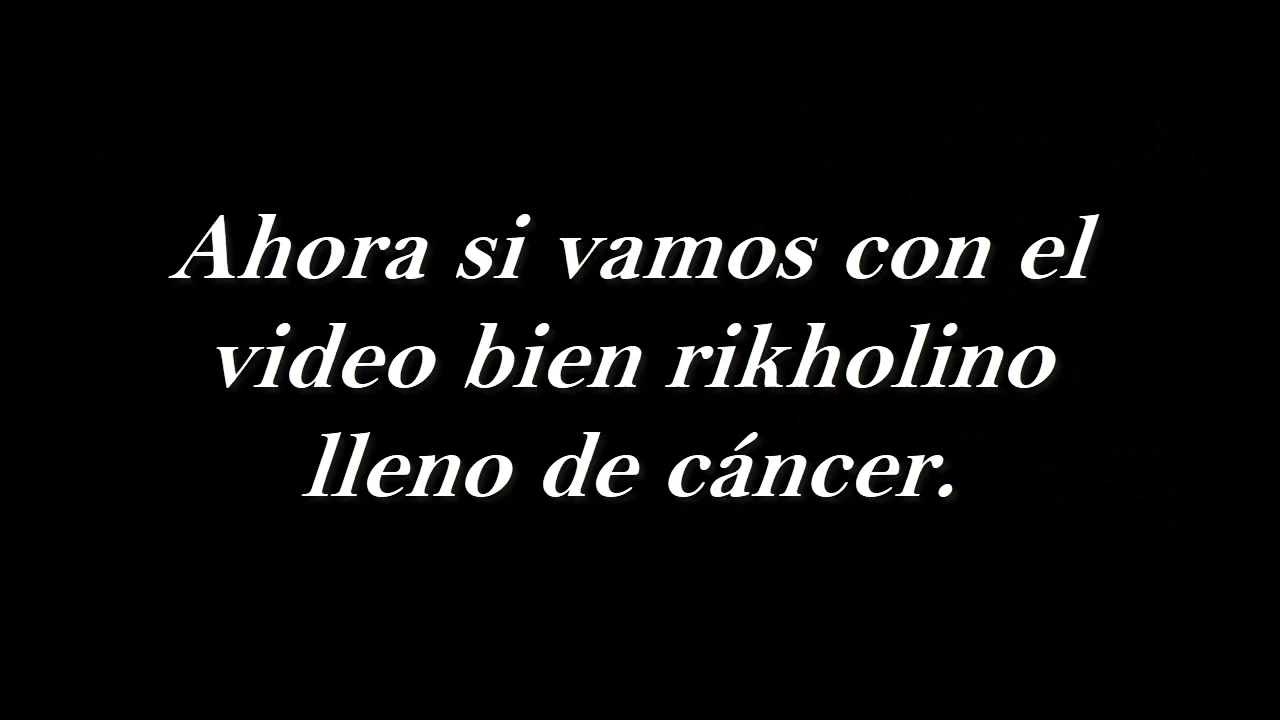 Ahora si vamos con el
video bien rikholino
lleno de cáncer.